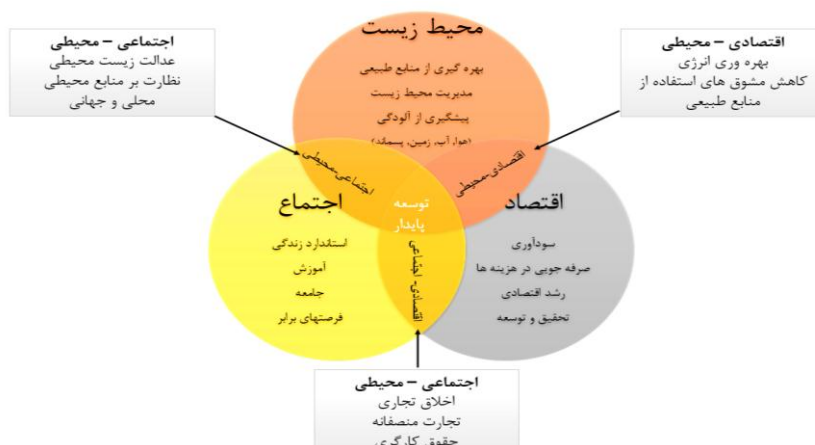 محیط زیست
بهره گیری از منابع طبیعی
مدیریت محیط زیست
پیشگیری از آلودگی
(هوا، آب، زمین، پسماند)
اجتماعی – محیطی
عدالت زیست محیطی
نظارت بر منابع محیطی
محلی و جهانی
اقتصادی – محیطی
بهره وری انرژی
کاهش مشوق های استفاده از
منابع طبیعی
اجتماعی-محیطی
اقتصادی-محیطی
توسعه
پایدار
اقتصادی- اجتماعی
اقتصاد
سودآوری
صرفه جویی در هزینه ها
رشد اقتصادی
تحقیق و توسعه
اجتماع
استاندارد زندگی
آموزش
جامعه
فرصتهای برابر
اجتماعی – محیطی
اخلاق تجاری
تجارت منصفانه
حقوق کارگری